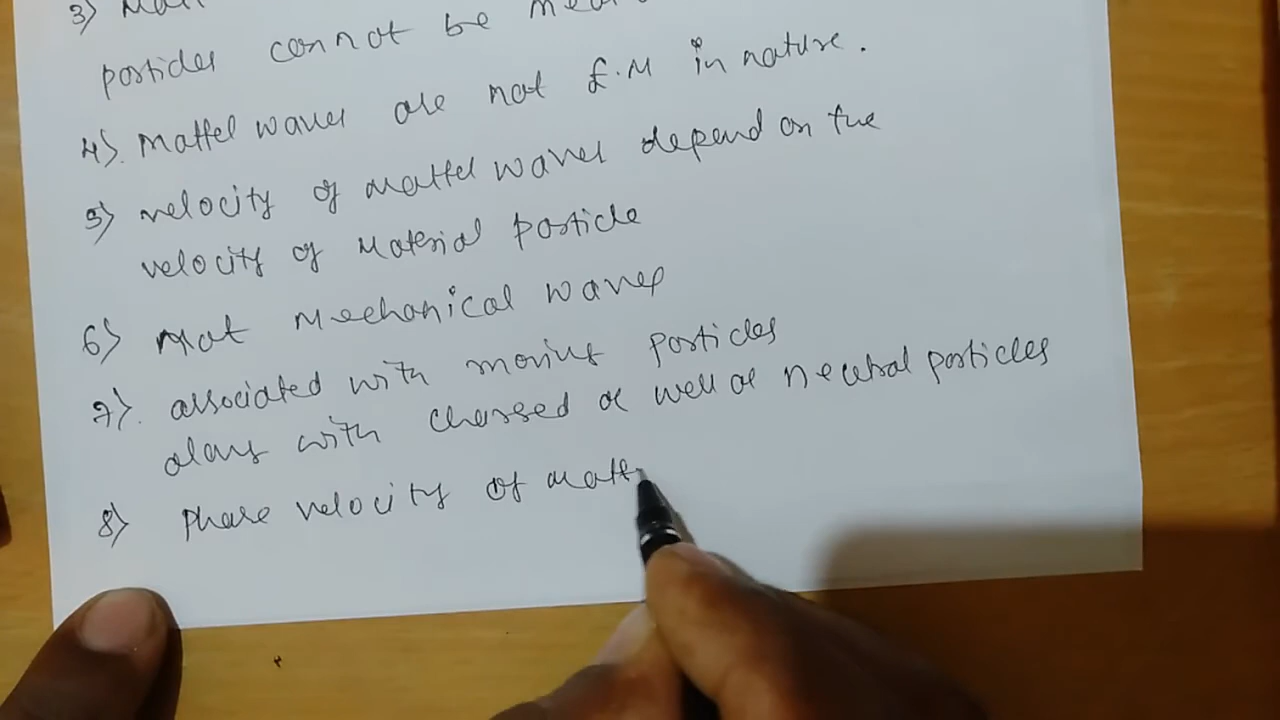 3)
particles cannot be
4). Matter waves are not E.M in nature.
5) velocity of matter waves depend on the
velocity of Material Particle
6) Not Mechanical waves
7). associated with moving Particles
along with charged as well as neutral particles
8) Phase velocity of matt